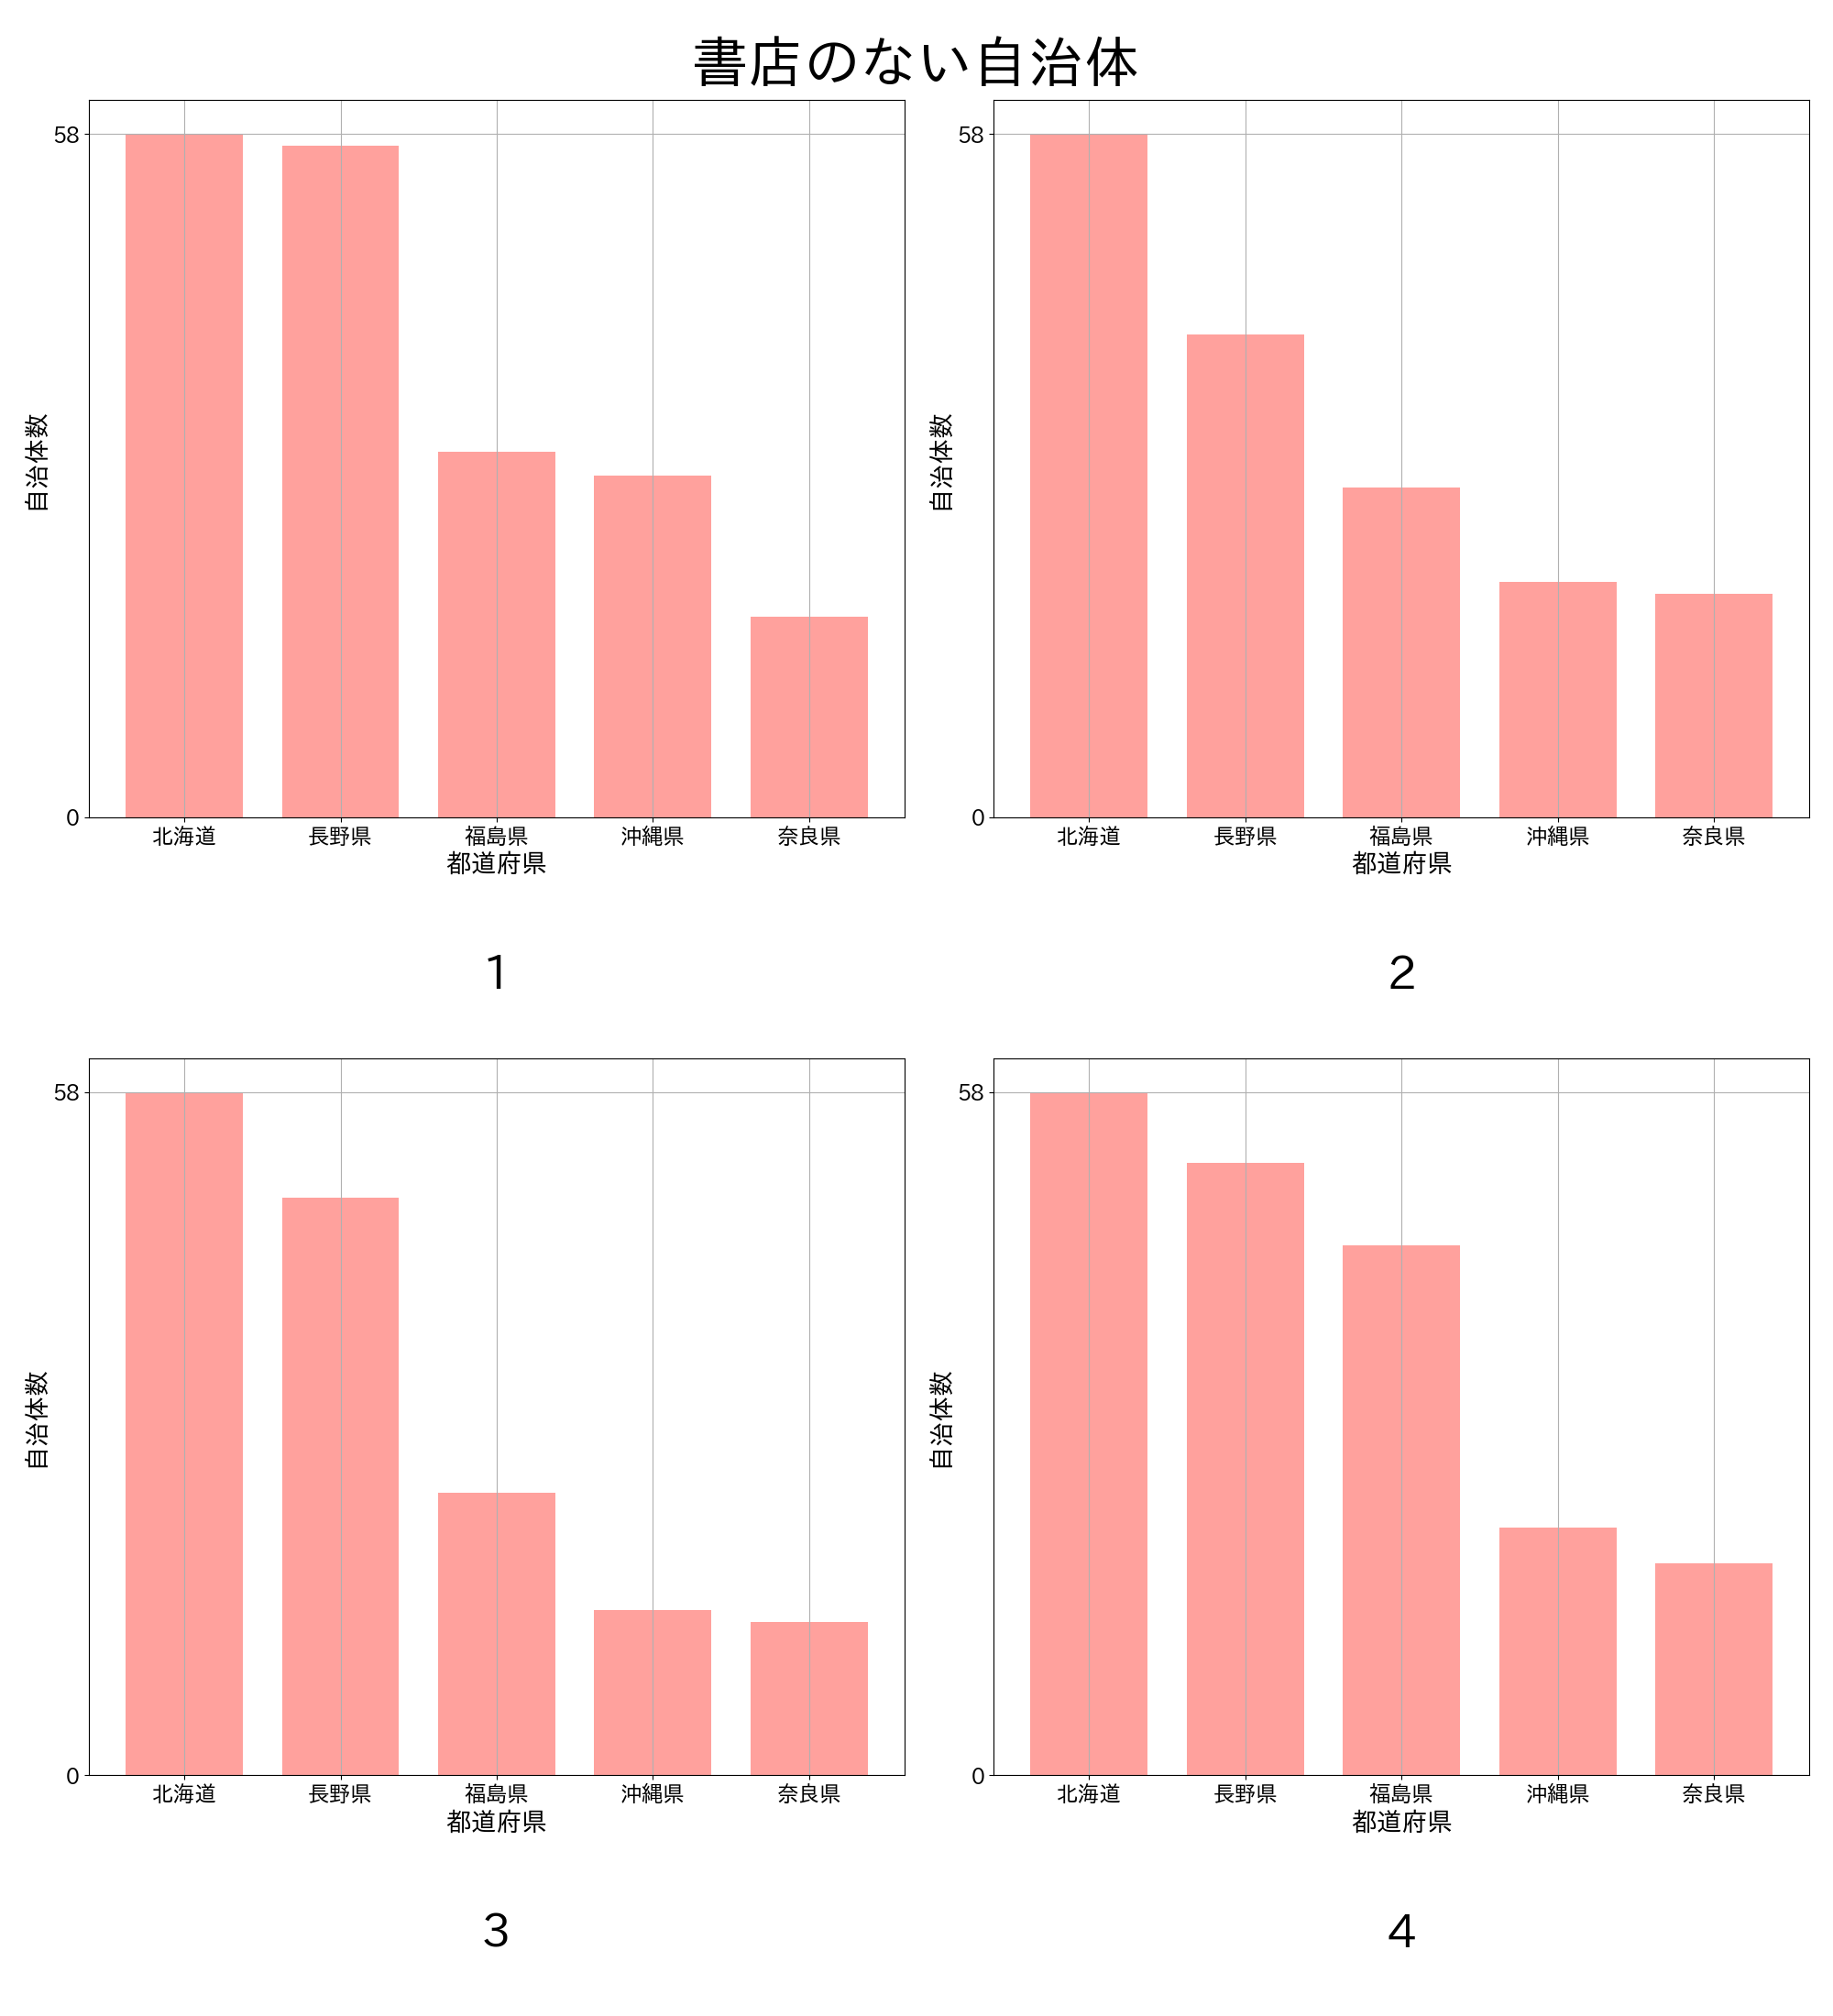 書店のない自治体
58
0
自治体数
北海道 長野県 福島県 沖縄県 奈良県
都道府県
1
58
0
自治体数
北海道 長野県 福島県 沖縄県 奈良県
都道府県
2
58
0
自治体数
北海道 長野県 福島県 沖縄県 奈良県
都道府県
3
58
0
自治体数
北海道 長野県 福島県 沖縄県 奈良県
都道府県
4